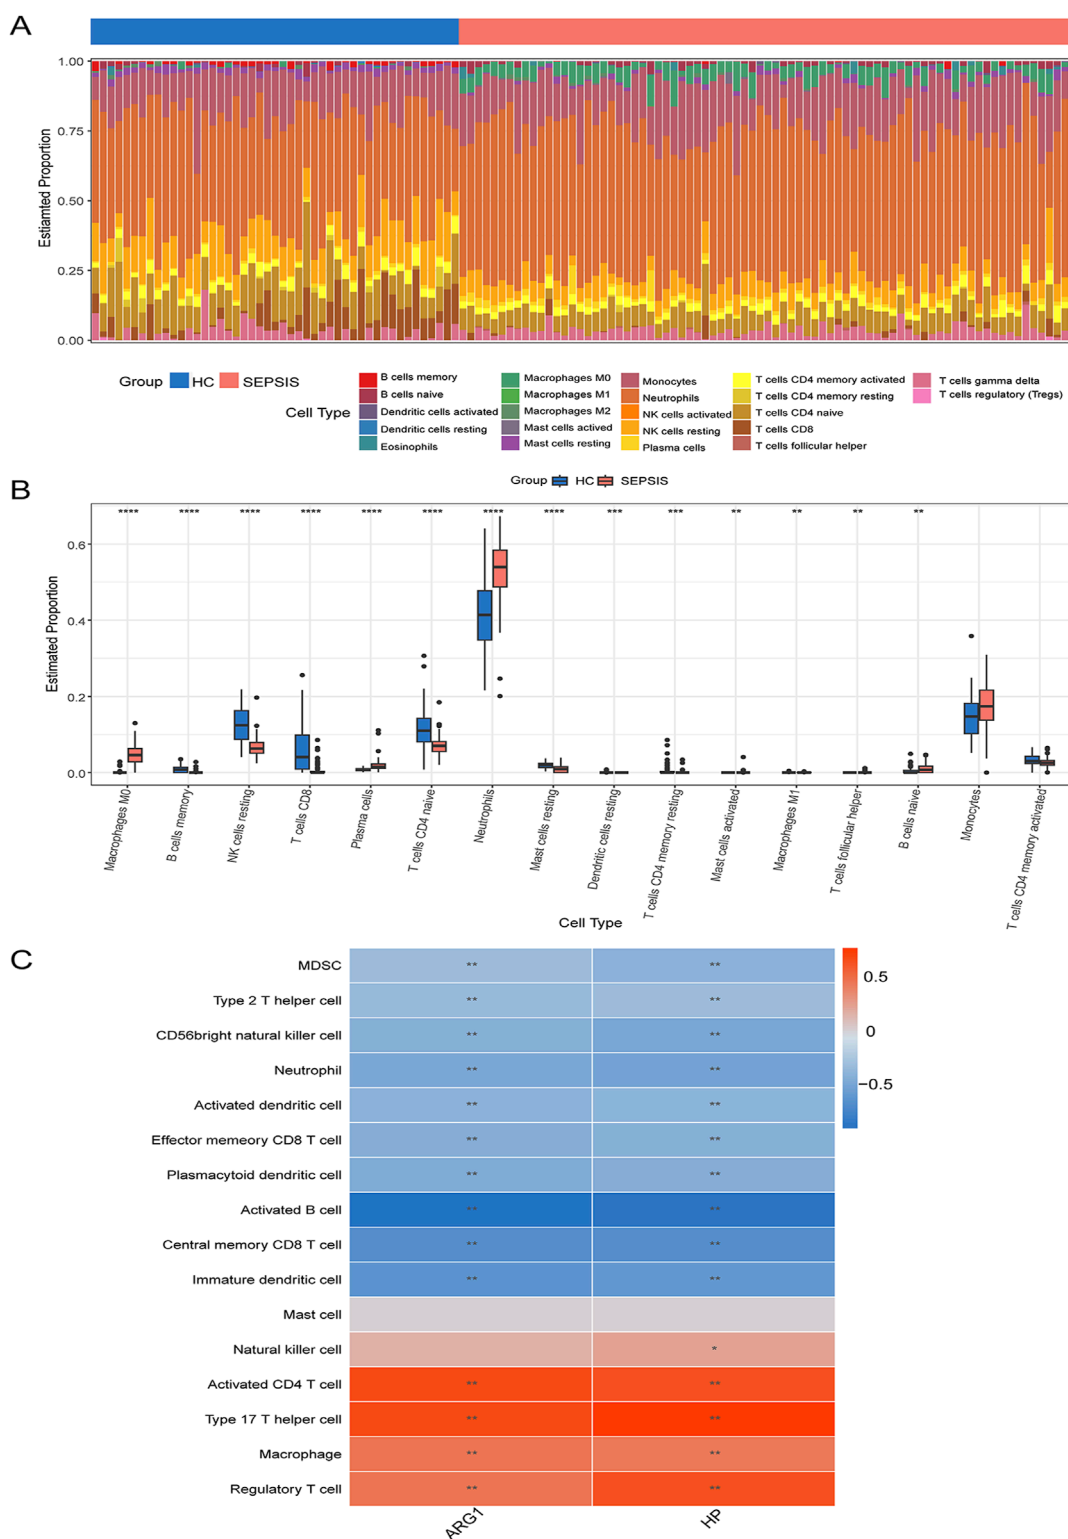 A
1.00
0.75
0.50
0.25
0.00
Estiamted Proportion
Group HC SEPSIS
Cell Type
B cells memory
B cells naive
Dendritic cells activated
Dendritic cells resting
Eosinophils
Macrophages M0
Macrophages M1
Macrophages M2
Mast cells actived
Mast cells resting
Monocytes
Neutrophils
NK cells activated
NK cells resting
Plasma cells
T cells CD4 memory activated
T cells CD4 memory resting
T cells CD4 naive
T cells CD8
T cells follicular helper
T cells gamma delta
T cells regulatory (Tregs)
B
Group HC SEPSIS
**** **** **** **** **** **** **** **** *** *** ** ** ** **
0.6
0.4
0.2
0.0
Estimated Proportion
Macrophages M0
B cells memory
NK cells resting
T cells CD8
Plasma cells
T cells CD4 naive
Neutrophils
Mast cells resting
Dendritic cells resting
T cells CD4 memory resting
Mast cells activated
Macrophages M1
T cells follicular helper
B cells naive
Monocytes
T cells CD4 memory activated
Cell Type
C
MDSC ** **
Type 2 T helper cell ** **
CD56bright natural killer cell ** **
Neutrophil ** **
Activated dendritic cell ** **
Effector memeory CD8 T cell ** **
Plasmacytoid dendritic cell ** **
Activated B cell ** **
Central memory CD8 T cell ** **
Immature dendritic cell ** **
Mast cell
Natural killer cell *
Activated CD4 T cell ** **
Type 17 T helper cell ** **
Macrophage ** **
Regulatory T cell ** **
ARG1
HP
0.5
0
−0.5